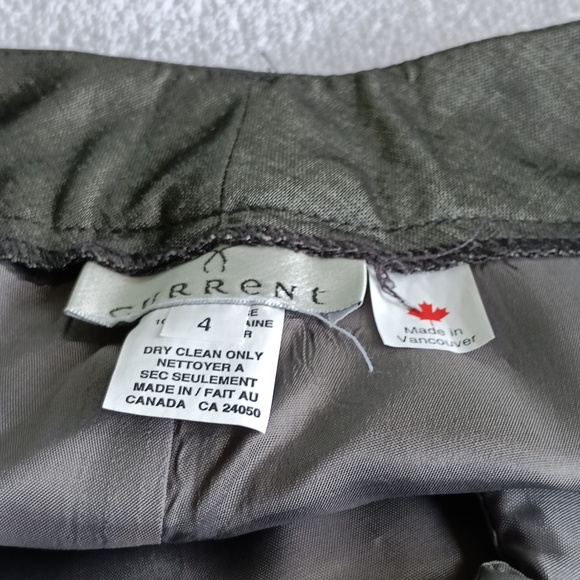 CURRENt
4
DRY CLEAN ONLY
NETTOYER A
SEC SEULEMENT
MADE IN / FAIT AU
CANADA CA 24050
Made in
Vancouver